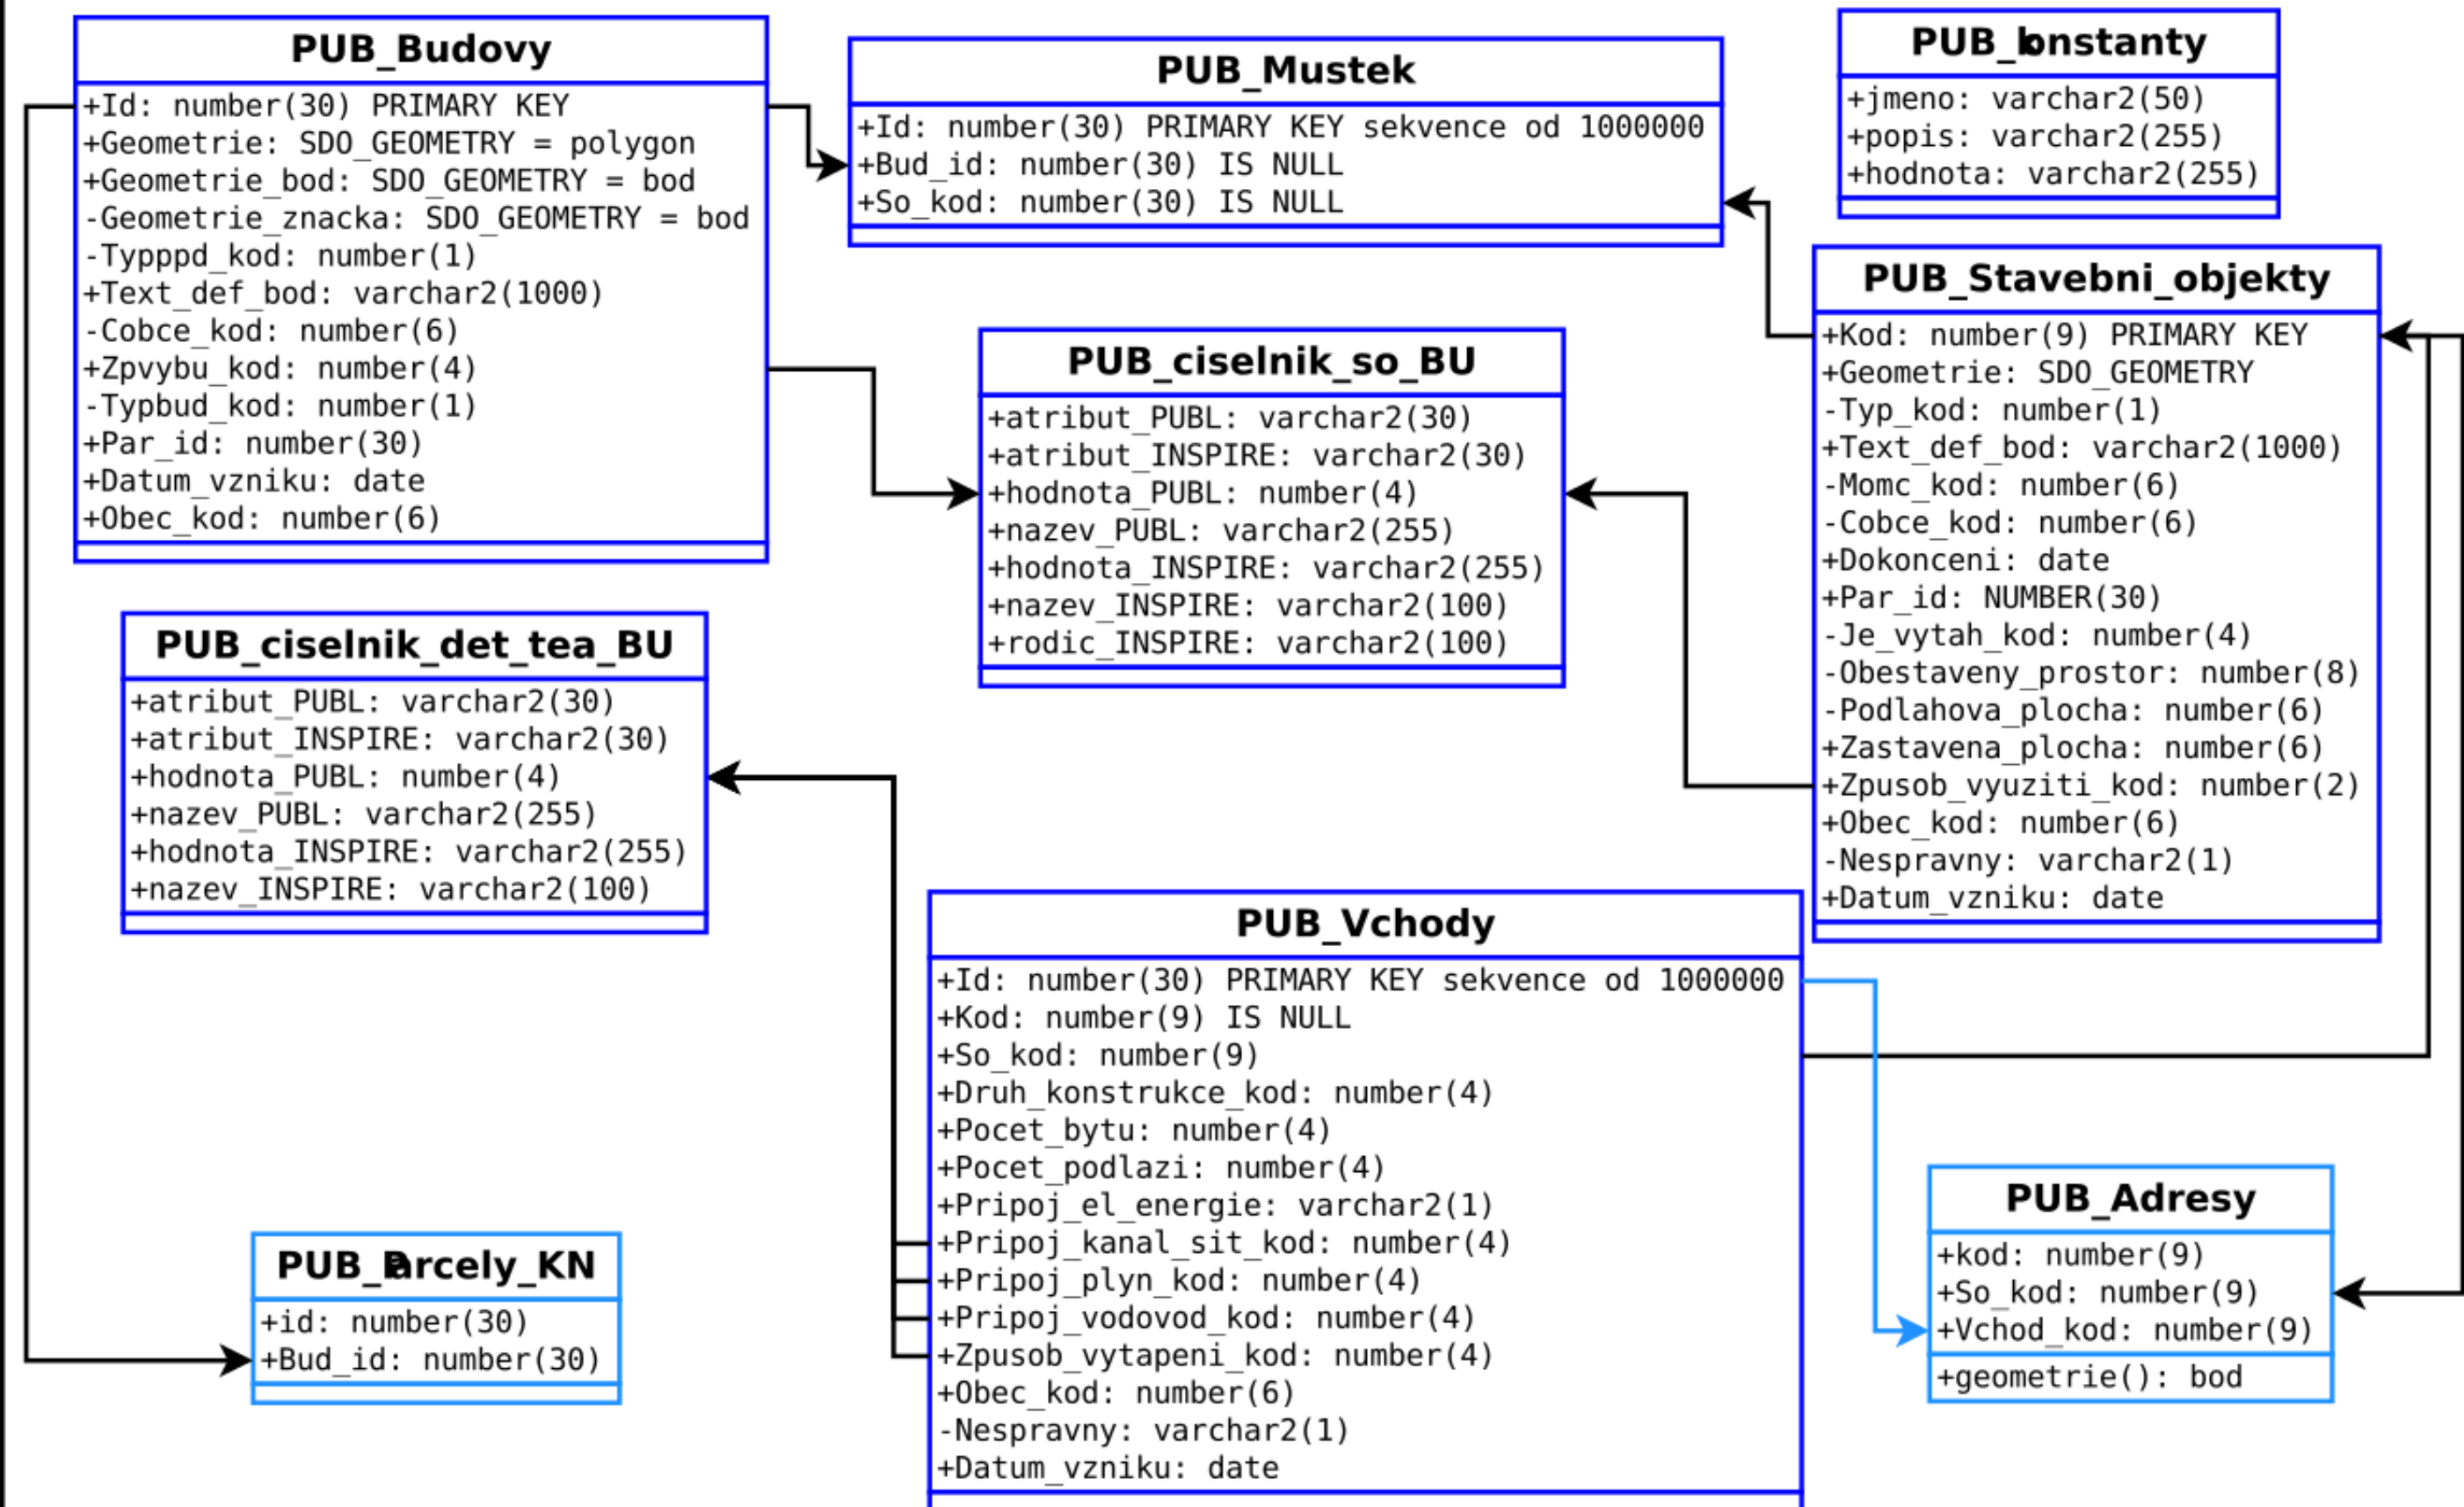 PUB_Budovy
+Id: number(30) PRIMARY KEY
+Geometrie: SDO_GEOMETRY = polygon
+Geometrie_bod: SDO_GEOMETRY = bod
-Geometrie_znacka: SDO_GEOMETRY = bod
-Typppd_kod: number(1)
+Text_def_bod: varchar2(1000)
-Cobce_kod: number(6)
+Zpvybu_kod: number(4)
-Typbud_kod: number(1)
+Par_id: number(30)
+Datum_vzniku: date
+Obec_kod: number(6)
PUB_Mustek
+Id: number(30) PRIMARY KEY sekvence od 1000000
+Bud_id: number(30) IS NULL
+So_kod: number(30) IS NULL
PUB_konstanty
+jmeno: varchar2(50)
+popis: varchar2(255)
+hodnota: varchar2(255)
PUB_ciselnik_so_BU
+atribut_PUBL: varchar2(30)
+atribut_INSPIRE: varchar2(30)
+hodnota_PUBL: number(4)
+nazev_PUBL: varchar2(255)
+hodnota_INSPIRE: varchar2(255)
+nazev_INSPIRE: varchar2(100)
+rodic_INSPIRE: varchar2(100)
PUB_Stavebni_objekty
+Kod: number(9) PRIMARY KEY
+Geometrie: SDO_GEOMETRY
-Typ_kod: number(1)
+Text_def_bod: varchar2(1000)
-Momc_kod: number(6)
-Cobce_kod: number(6)
+Dokonceni: date
+Par_id: NUMBER(30)
-Je_vytah_kod: number(4)
-Obestaveny_prostor: number(8)
-Podlahova_plocha: number(6)
+Zastavena_plocha: number(6)
+Zpusob_vyuziti_kod: number(2)
+Obec_kod: number(6)
-Nespravny: varchar2(1)
+Datum_vzniku: date
PUB_ciselnik_det_tea_BU
+atribut_PUBL: varchar2(30)
+atribut_INSPIRE: varchar2(30)
+hodnota_PUBL: number(4)
+nazev_PUBL: varchar2(255)
+hodnota_INSPIRE: varchar2(255)
+nazev_INSPIRE: varchar2(100)
PUB_Vchody
+Id: number(30) PRIMARY KEY sekvence od 1000000
+Kod: number(9) IS NULL
+So_kod: number(9)
+Druh_konstrukce_kod: number(4)
+Pocet_bytu: number(4)
+Pocet_podlazi: number(4)
+Pripoj_el_energie: varchar2(1)
+Pripoj_kanal_sit_kod: number(4)
+Pripoj_plyn_kod: number(4)
+Pripoj_vodovod_kod: number(4)
+Zpusob_vytapeni_kod: number(4)
+Obec_kod: number(6)
-Nespravny: varchar2(1)
+Datum_vzniku: date
PUB_Parcely_KN
+id: number(30)
+Bud_id: number(30)
PUB_Adresy
+kod: number(9)
+So_kod: number(9)
+Vchod_kod: number(9)
+geometrie(): bod